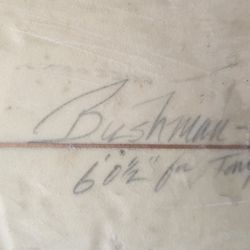 Bushman -
6'0½" for Tony